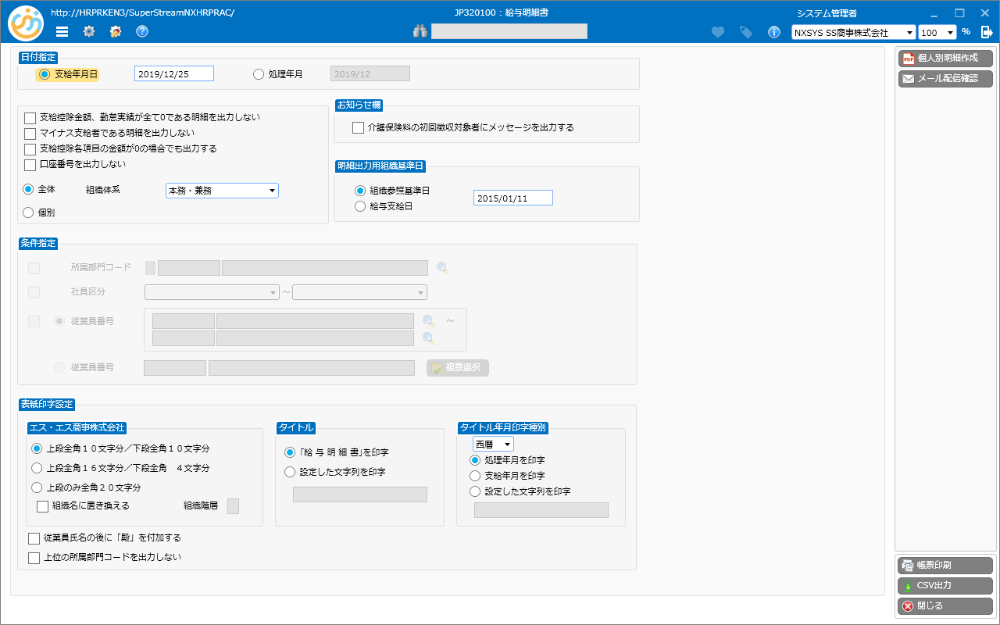 http://HRPRKEN3/SuperStreamNXHRPRAC/
JP320100：給与明細書
システム管理者
NXSYS SS商事株式会社
100
%
日付指定
支給年月日
2019/12/25
処理年月
2019/12
支給控除金額、勤怠実績が全て0である明細を出力しない
マイナス支給者である明細を出力しない
支給控除各項目の金額が0の場合でも出力する
口座番号を出力しない
全体
組織体系
本務・兼務
個別
お知らせ欄
介護保険料の初回徴収対象者にメッセージを出力する
明細出力用組織基準日
組織参照基準日
2015/01/11
給与支給日
条件指定
所属部門コード
社員区分
～
従業員番号
～
従業員番号
複数選択
表紙印字設定
エス・エス商事株式会社
上段全角１０文字分／下段全角１０文字分
上段全角１６文字分／下段全角　４文字分
上段のみ全角２０文字分
組織名に置き換える
組織階層
タイトル
「給 与 明 細 書」を印字
設定した文字列を印字
タイトル年月印字種別
西暦
処理年月を印字
支給年月を印字
設定した文字列を印字
従業員氏名の後に「殿」を付加する
上位の所属部門コードを出力しない
PDF
個人別明細作成
メール配信確認
帳票印刷
CSV出力
閉じる